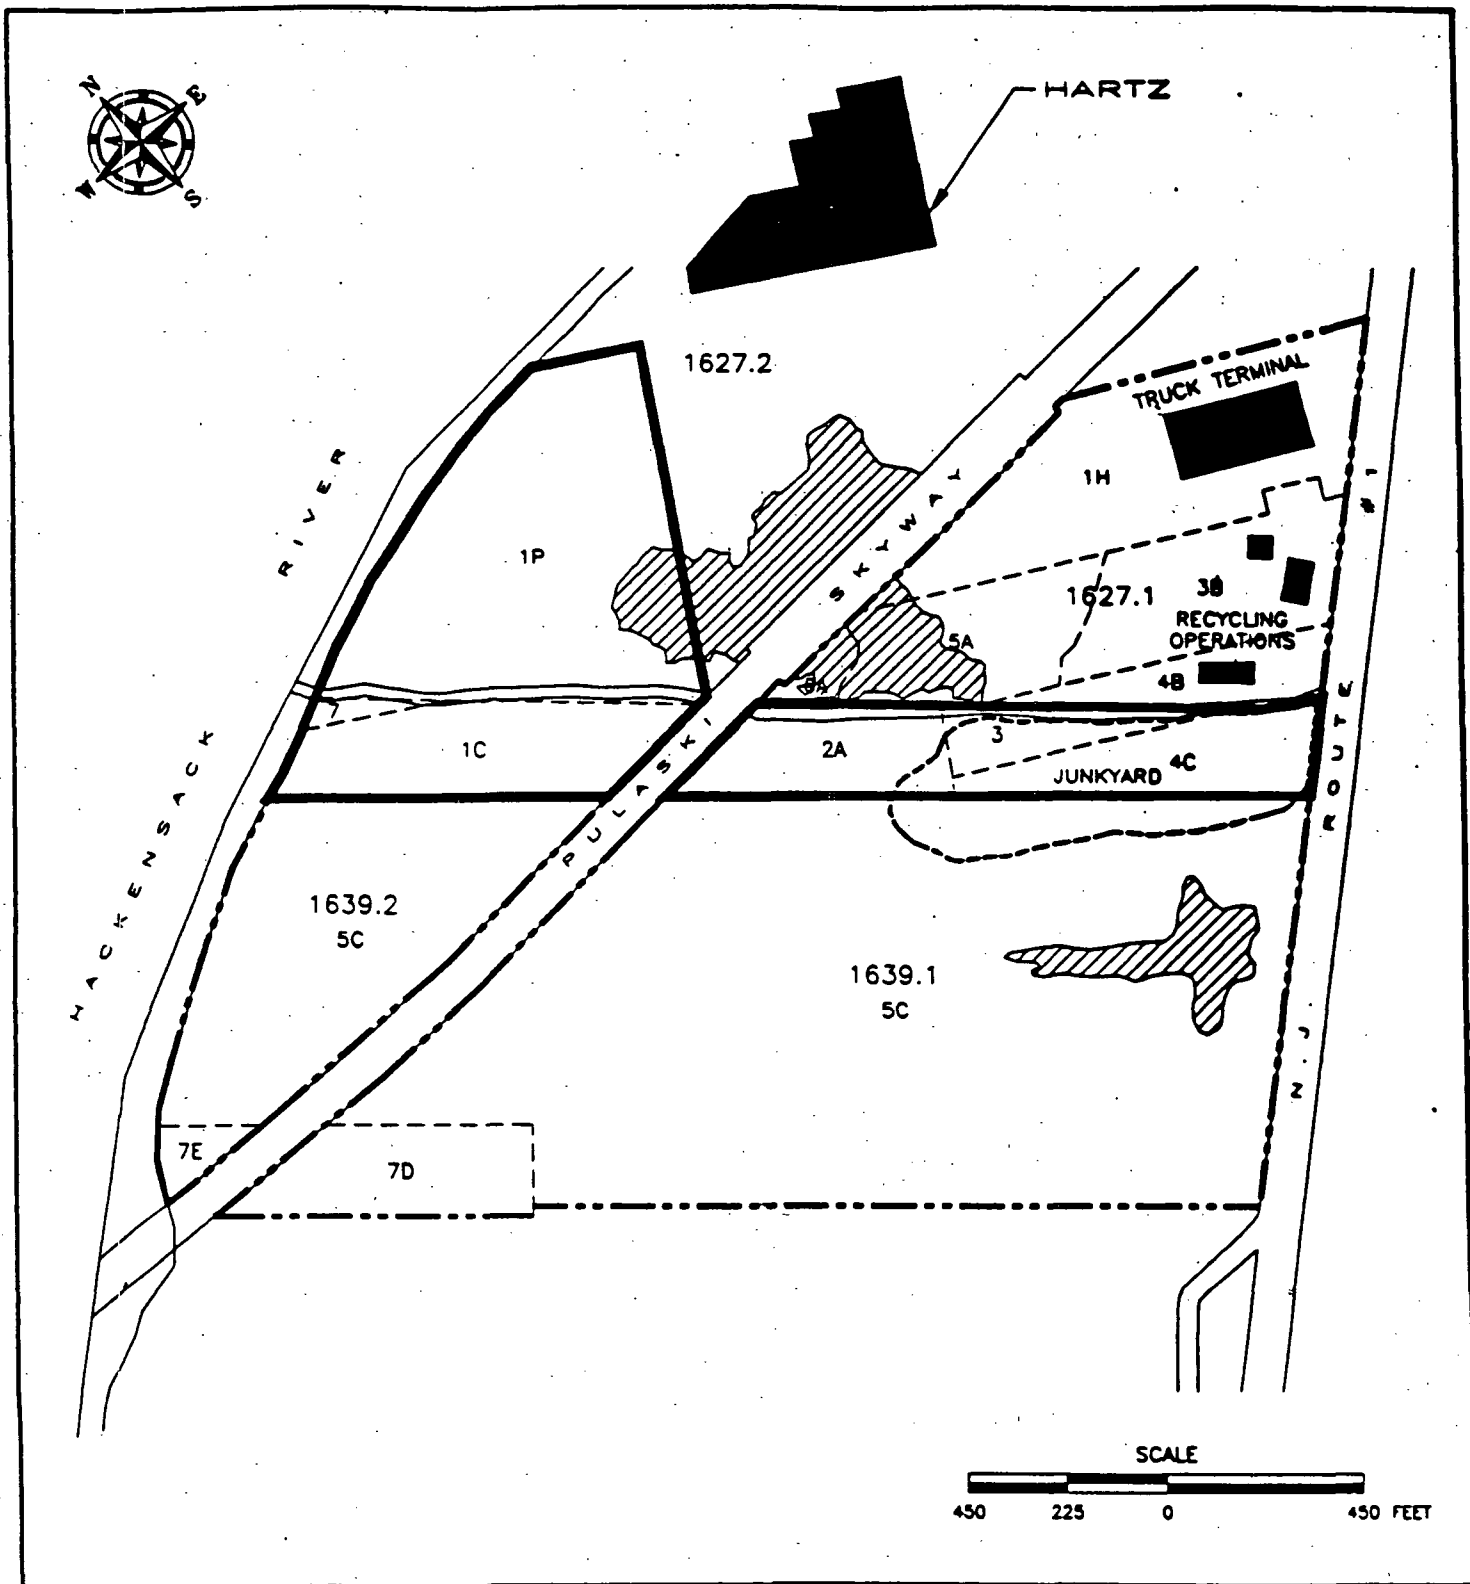 N E
W S
HARTZ
1627.2
TRUCK TERMINAL
1H
# 1
RIVER
1P
SKYWAY
1627.1
3B
RECYCLING
OPERATIONS
5A
4B
1C
2A
3
4C
JUNKYARD
PULASKI
ROUTE
HACKENSACK
1639.2
5C
1639.1
5C
N.J.
7E
7D
SCALE
450 225 0 450 FEET